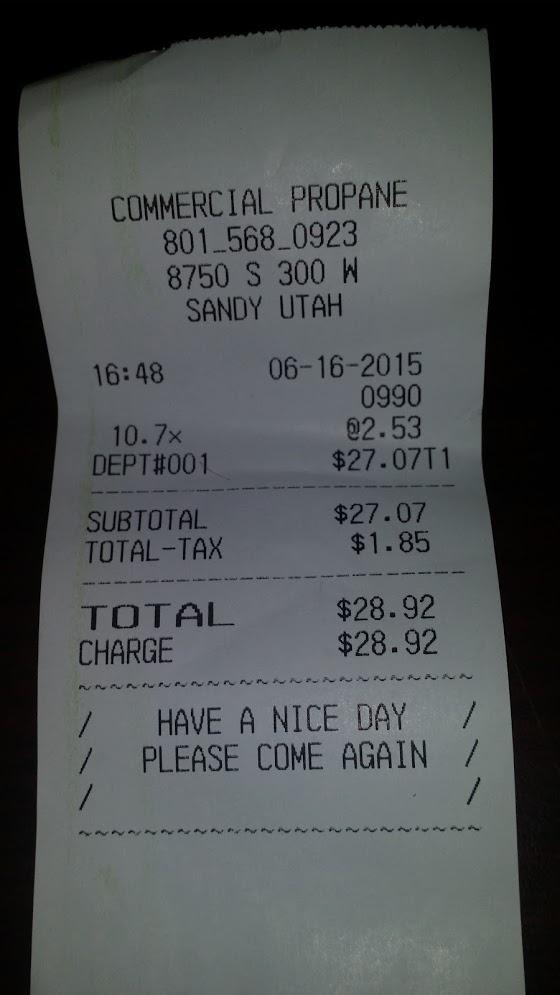 COMMERCIAL PROPANE
801_568_0923
8750 S 300 W
SANDY UTAH
16:48 06-16-2015
0990
10.7x @2.53
DEPT#001 $27.07T1
SUBTOTAL $27.07
TOTAL-TAX $1.85
TOTAL $28.92
CHARGE $28.92
~~~~~~~~~~~~~~~~~~~~~~~~~~~~~~
/ HAVE A NICE DAY /
/ PLEASE COME AGAIN /
/ /
~~~~~~~~~~~~~~~~~~~~~~~~~~~~~~